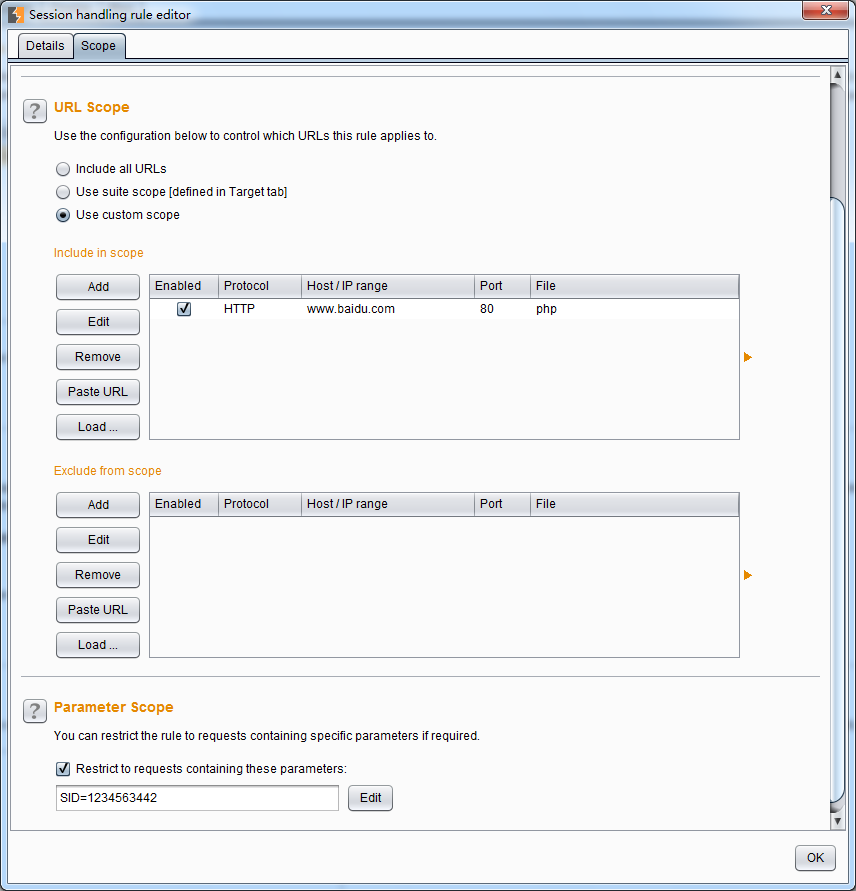 Session handling rule editor
Details Scope
? URL Scope
Use the configuration below to control which URLs this rule applies to.
Include all URLs
Use suite scope [defined in Target tab]
Use custom scope
Include in scope
Add
Edit
Remove
Paste URL
Load ...
Enabled Protocol Host / IP range Port File
HTTP www.baidu.com 80 php
Exclude from scope
Add
Edit
Remove
Paste URL
Load ...
Enabled Protocol Host / IP range Port File
? Parameter Scope
You can restrict the rule to requests containing specific parameters if required.
Restrict to requests containing these parameters:
SID=1234563442 Edit
OK